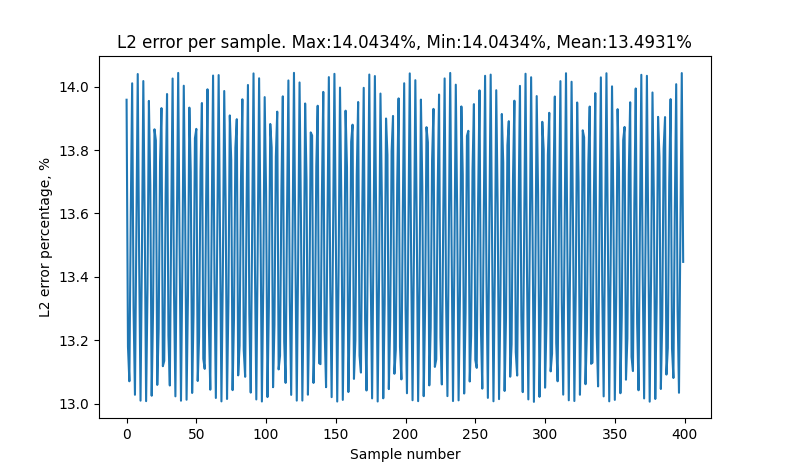 L2 error per sample. Max:14.0434%, Min:14.0434%, Mean:13.4931%
14.0
13.8
13.6
13.4
13.2
13.0
L2 error percentage, %
0 50 100 150 200 250 300 350 400
Sample number